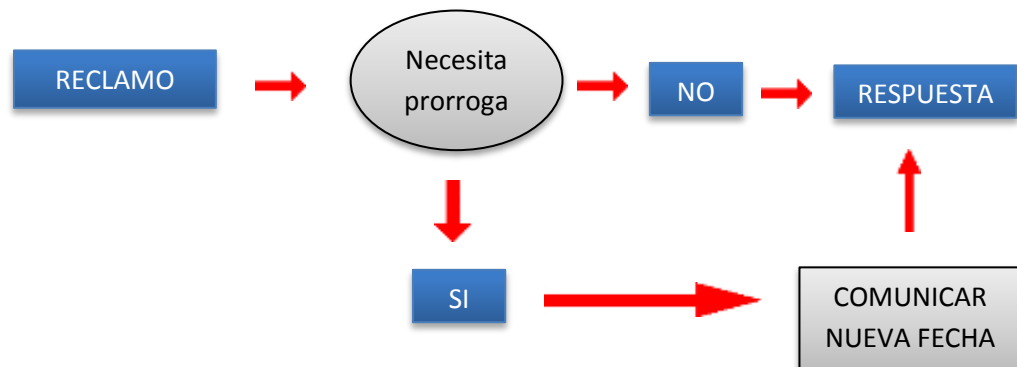 RECLAMO
Necesita
prorroga
NO
RESPUESTA
SI
COMUNICAR
NUEVA FECHA